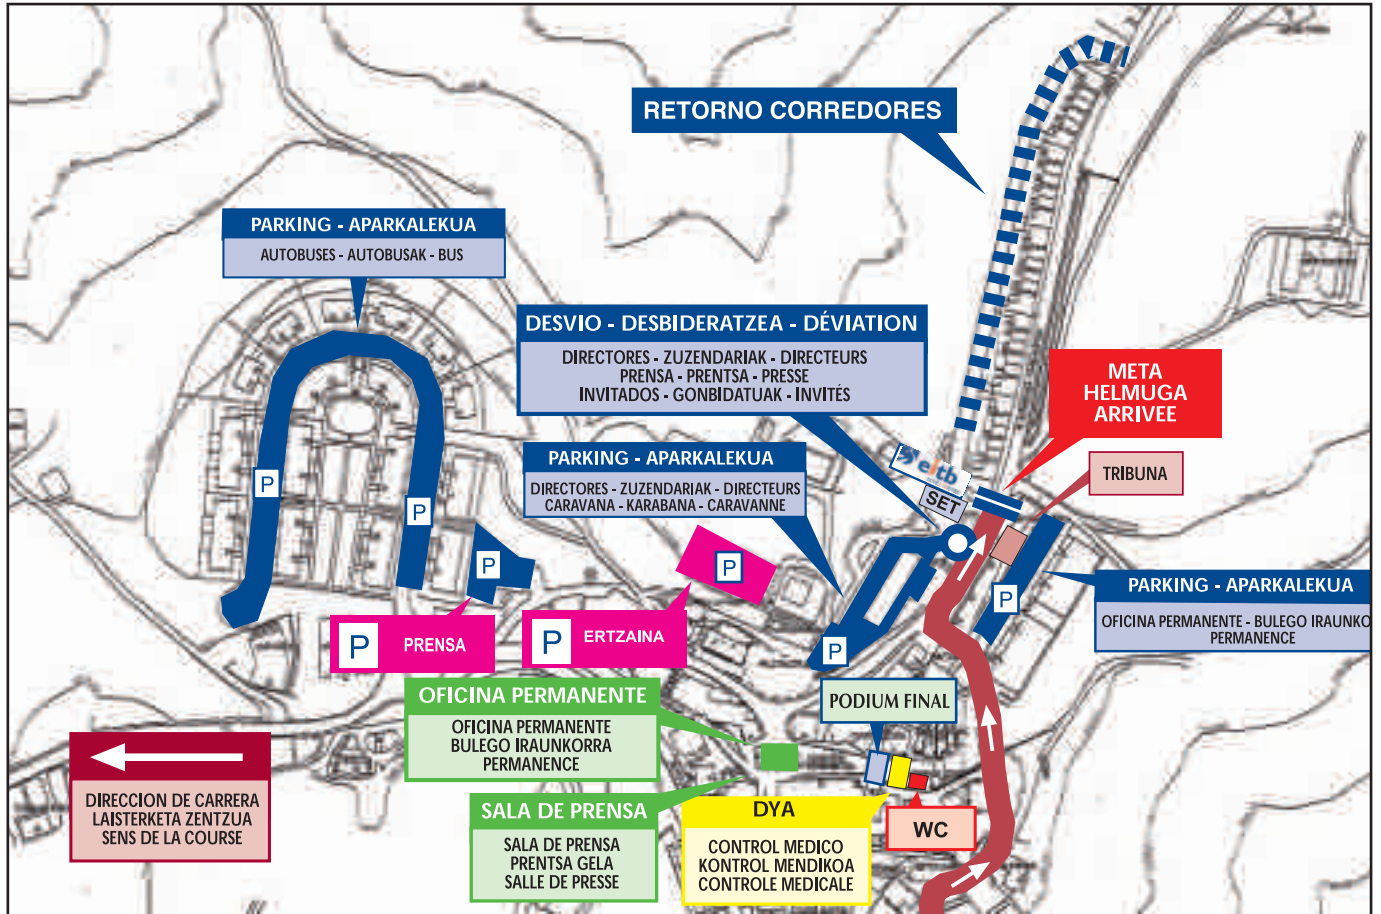 RETORNO CORREDORES
PARKING - APARKALEKUA
AUTOBUSES - AUTOBUSAK - BUS
DESVIO - DESBIDERATZEA - DÉVIATION
DIRECTORES - ZUZENDARIAK - DIRECTEURS
PRENSA - PRENTSA - PRESSE
INVITADOS - GONBIDATUAK - INVITÉS
META
HELMUGA
ARRIVEE
PARKING - APARKALEKUA
DIRECTORES - ZUZENDARIAK - DIRECTEURS
CARAVANA - KARABANA - CARAVANNE
eitb
SET
TRIBUNA
P
P
P
P
P
P
PARKING - APARKALEKUA
OFICINA PERMANENTE - BULEGO IRAUNKO
PERMANENCE
P PRENSA
P ERTZAINA
OFICINA PERMANENTE
OFICINA PERMANENTE
BULEGO IRAUNKORRA
PERMANENCE
PODIUM FINAL
DIRECCION DE CARRERA
LAISTERKETA ZENTZUA
SENS DE LA COURSE
SALA DE PRENSA
SALA DE PRENSA
PRENTSA GELA
SALLE DE PRESSE
DYA
CONTROL MEDICO
KONTROL MENDIKOA
CONTROLE MEDICALE
WC